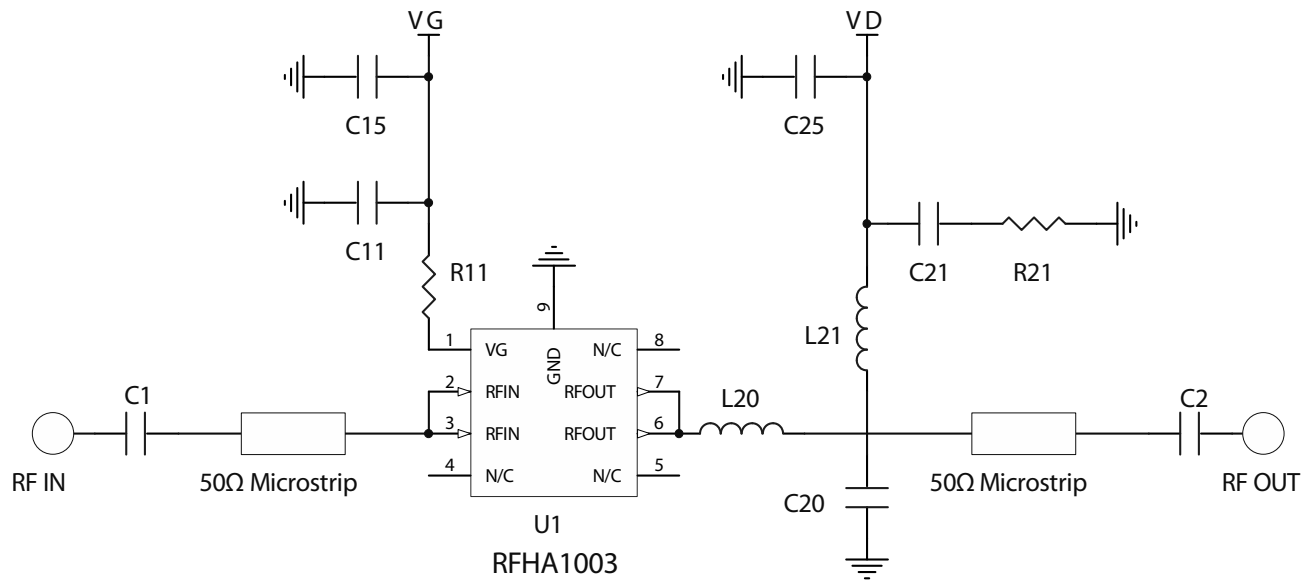 VG
VD
C15
C25
C11
R11
C21
R21
L21
9
GND
1
VG
N/C
8
2
RFIN
RFOUT
7
3
RFIN
RFOUT
6
4
N/C
N/C
5
C1
L20
C2
RF IN
50Ω Microstrip
C20
50Ω Microstrip
RF OUT
U1
RFHA1003